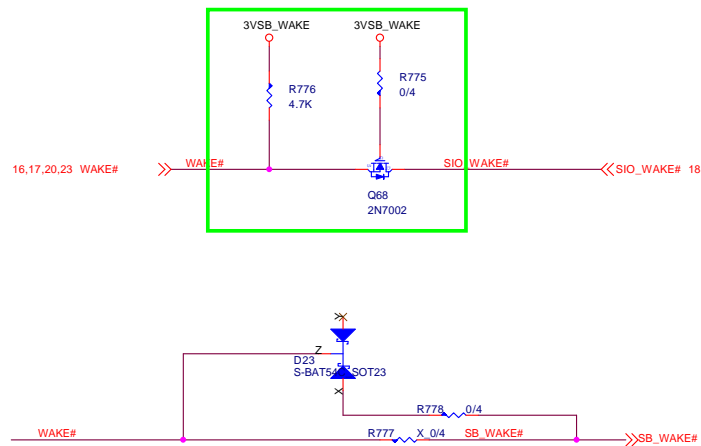 3VSB_WAKE 3VSB_WAKE
R776
4.7K
R775
0/4
16,17,20,23 WAKE# WAKE# SIO_WAKE# SIO_WAKE# 18
Q68
2N7002
Y
Z
D23
S-BAT54 SOT23
X
R778 0/4
WAKE# R777 X_0/4 SB_WAKE# SB_WAKE#